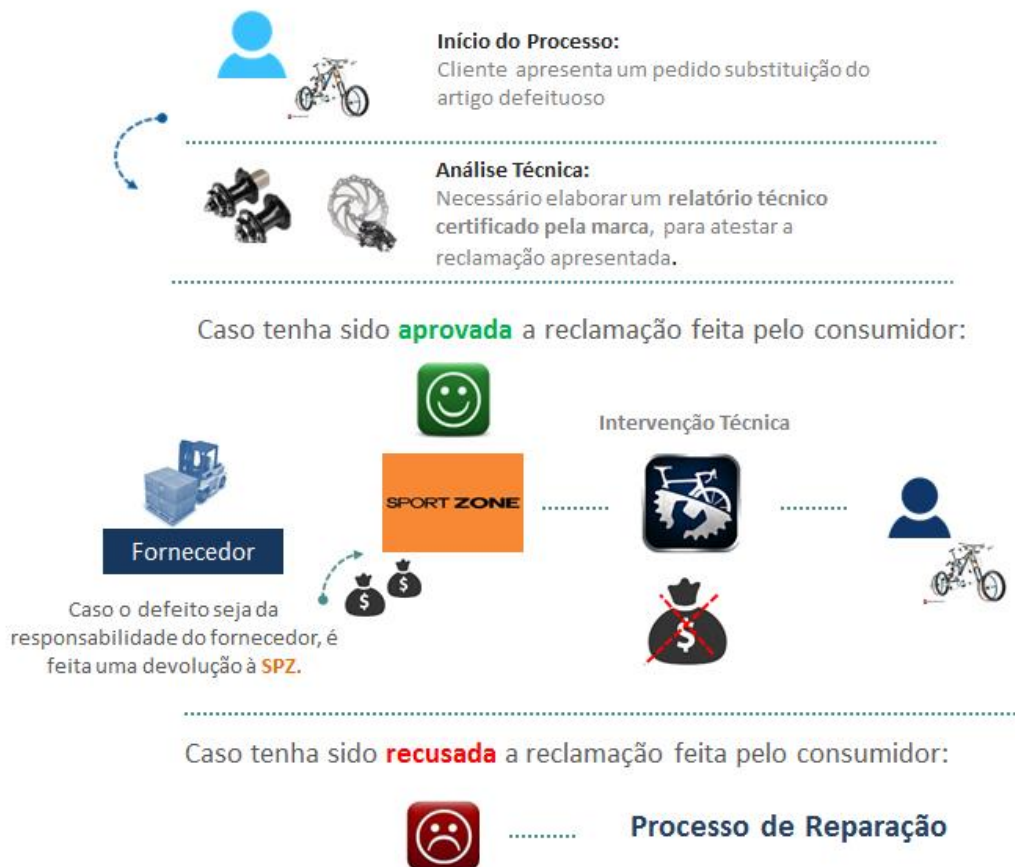 Início do Processo:
Cliente apresenta um pedido substituição do
artigo defeituoso
Análise Técnica:
Necessário elaborar um relatório técnico
certificado pela marca, para atestar a
reclamação apresentada.
Caso tenha sido aprovada a reclamação feita pelo consumidor:
Intervenção Técnica
SPORT ZONE
Fornecedor
Caso o defeito seja da
responsabilidade do fornecedor, é
feita uma devolução à SPZ.
$
$
$
Caso tenha sido recusada a reclamação feita pelo consumidor:
Processo de Reparação